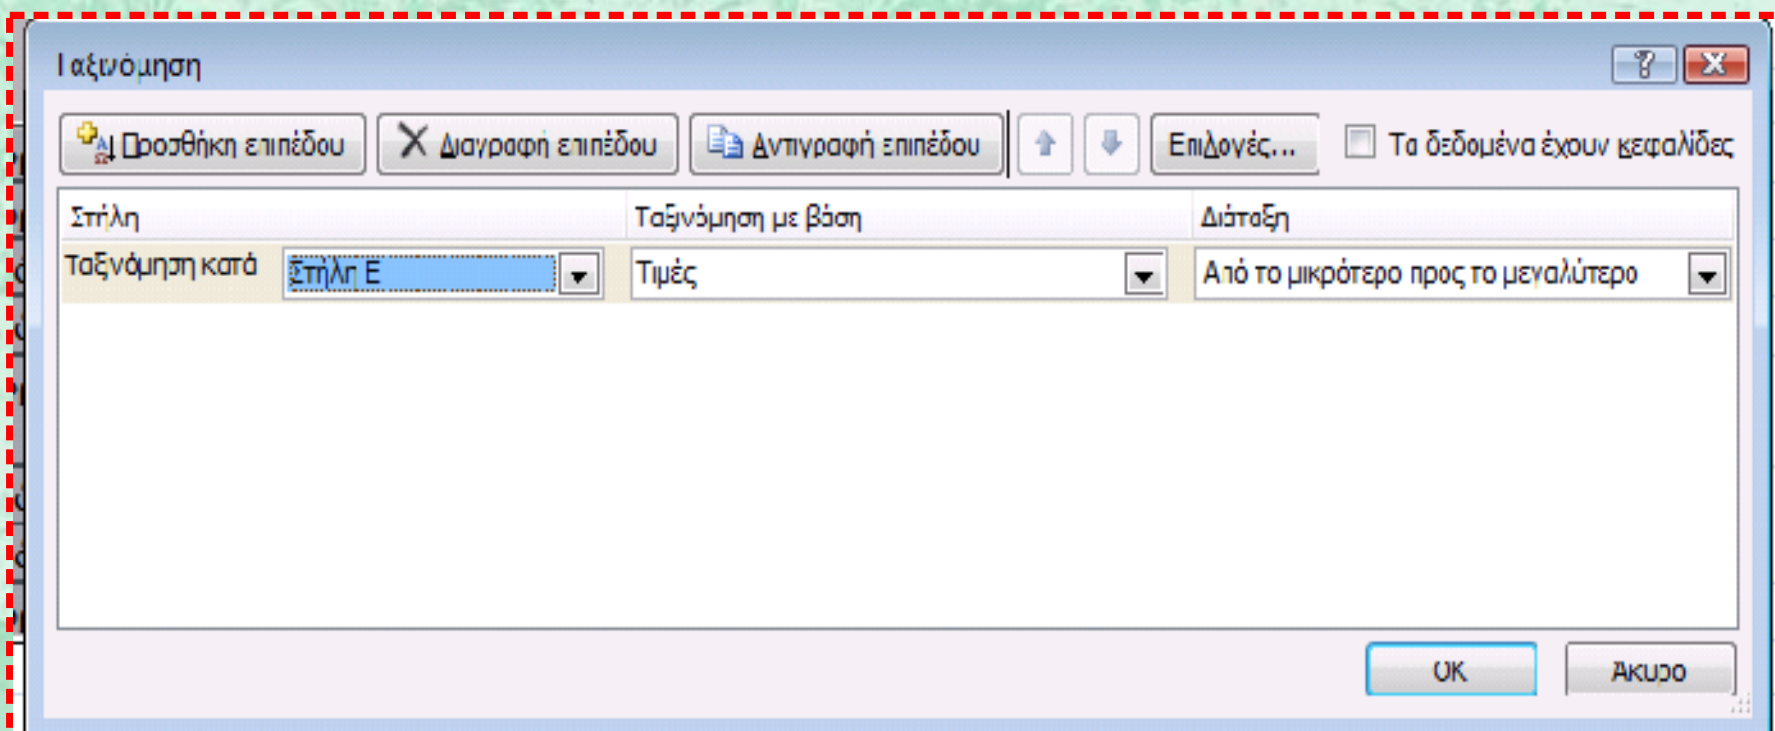 Ταξινόμηση
Προσθήκη επιπέδου Διαγραφή επιπέδου Αντιγραφή επιπέδου Επιλογές... Τα δεδομένα έχουν κεφαλίδες
Στήλη Ταξινόμηση με βάση Διάταξη
Ταξινόμηση κατά Στήλη E Τιμές Από το μικρότερο προς το μεγαλύτερο
OK Άκυρο